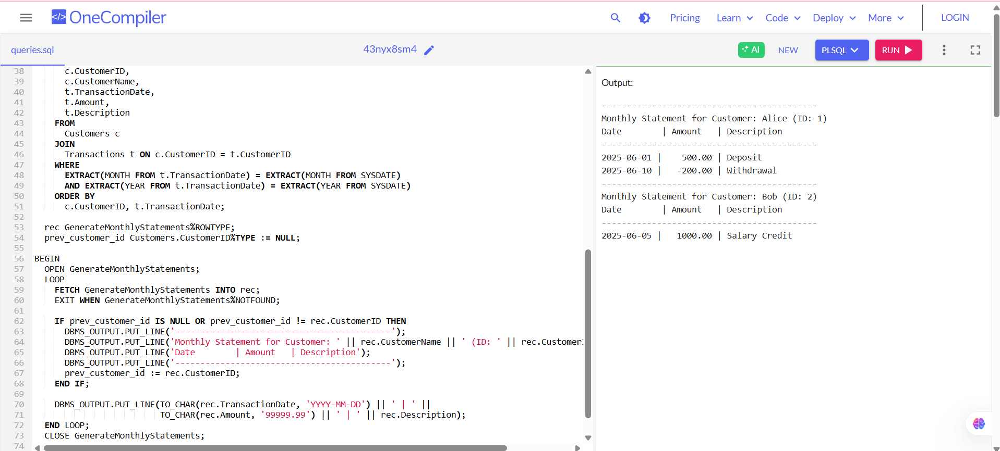 </> OneCompiler
Pricing Learn Code Deploy More LOGIN
queries.sql
43nyx8sm4
AI NEW PLSQL RUN
38 c.CustomerID,
39 c.CustomerName,
40 t.TransactionDate,
41 t.Amount,
42 t.Description
43 FROM
44 Customers c
45 JOIN
46 Transactions t ON c.CustomerID = t.CustomerID
47 WHERE
48 EXTRACT(MONTH FROM t.TransactionDate) = EXTRACT(MONTH FROM SYSDATE)
49 AND EXTRACT(YEAR FROM t.TransactionDate) = EXTRACT(YEAR FROM SYSDATE)
50 ORDER BY
51 c.CustomerID, t.TransactionDate;
52
53 rec GenerateMonthlyStatements%ROWTYPE;
54 prev_customer_id Customers.CustomerID%TYPE := NULL;
55
56 BEGIN
57 OPEN GenerateMonthlyStatements;
58 LOOP
59 FETCH GenerateMonthlyStatements INTO rec;
60 EXIT WHEN GenerateMonthlyStatements%NOTFOUND;
61
62 IF prev_customer_id IS NULL OR prev_customer_id != rec.CustomerID THEN
63 DBMS_OUTPUT.PUT_LINE('-------------------------------------------');
64 DBMS_OUTPUT.PUT_LINE('Monthly Statement for Customer: ' || rec.CustomerName || ' (ID: ' || rec.CustomerI
65 DBMS_OUTPUT.PUT_LINE('Date        | Amount   | Description');
66 DBMS_OUTPUT.PUT_LINE('-------------------------------------------');
67 prev_customer_id := rec.CustomerID;
68 END IF;
69
70 DBMS_OUTPUT.PUT_LINE(TO_CHAR(rec.TransactionDate, 'YYYY-MM-DD') || ' | ' ||
71 TO_CHAR(rec.Amount, '99999.99') || ' | ' || rec.Description);
72 END LOOP;
73 CLOSE GenerateMonthlyStatements;
74
Output:
-------------------------------------------
Monthly Statement for Customer: Alice (ID: 1)
Date        | Amount   | Description
-------------------------------------------
2025-06-01 |    500.00 | Deposit
2025-06-10 |   -200.00 | Withdrawal
-------------------------------------------
Monthly Statement for Customer: Bob (ID: 2)
Date        | Amount   | Description
-------------------------------------------
2025-06-05 |   1000.00 | Salary Credit